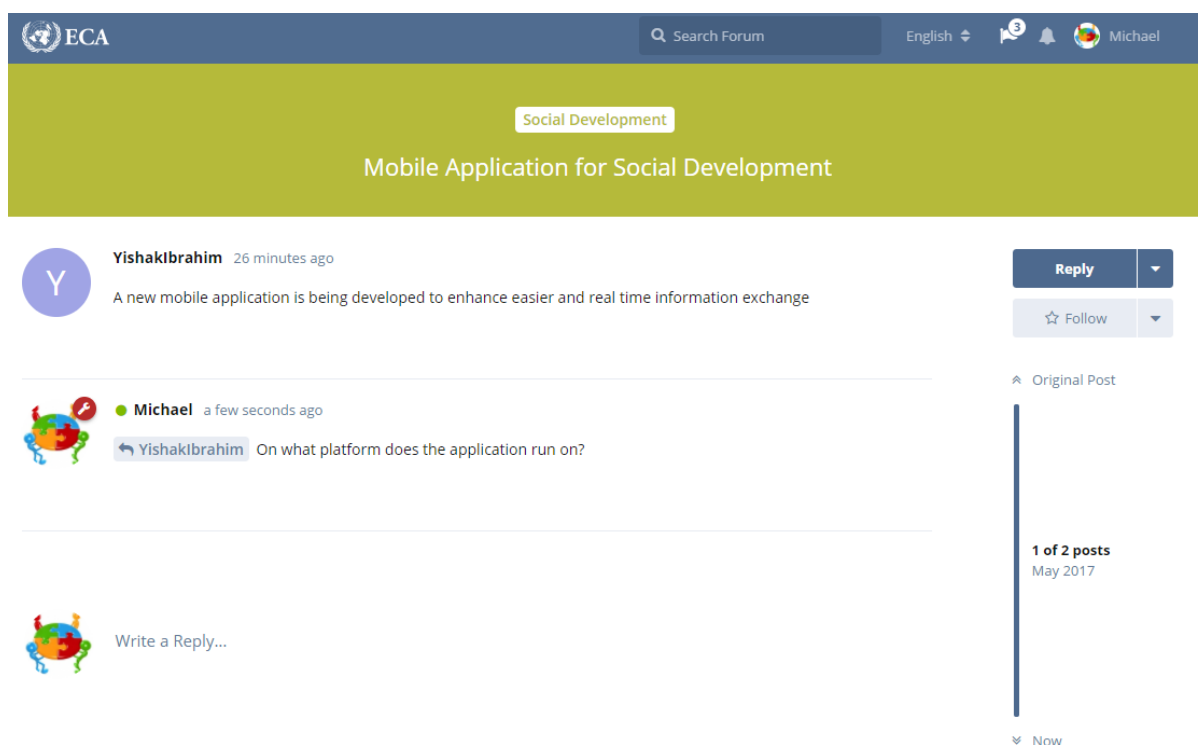 ECA
Search Forum
English
3
Michael
Social Development
Mobile Application for Social Development
Y
YishakIbrahim 26 minutes ago
A new mobile application is being developed to enhance easier and real time information exchange
Reply
Follow
Original Post
Michael a few seconds ago
YishakIbrahim On what platform does the application run on?
1 of 2 posts
May 2017
Write a Reply...
Now